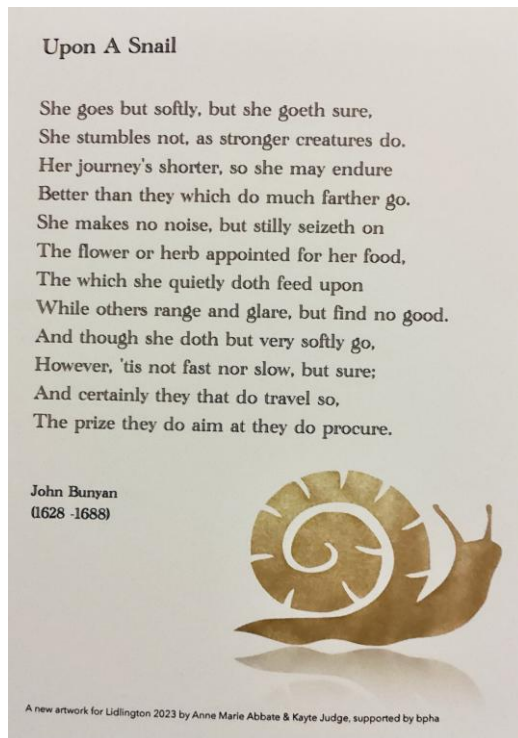 Upon A Snail
She goes but softly, but she goeth sure,
She stumbles not, as stronger creatures do.
Her journey's shorter, so she may endure
Better than they which do much farther go.
She makes no noise, but stilly seizeth on
The flower or herb appointed for her food,
The which she quietly doth feed upon
While others range and glare, but find no good.
And though she doth but very softly go,
However, 'tis not fast nor slow, but sure;
And certainly they that do travel so,
The prize they do aim at they do procure.
John Bunyan
(1628 -1688)
A new artwork for Lidlington 2023 by Anne Marie Abbate & Kayte Judge, supported by bpha